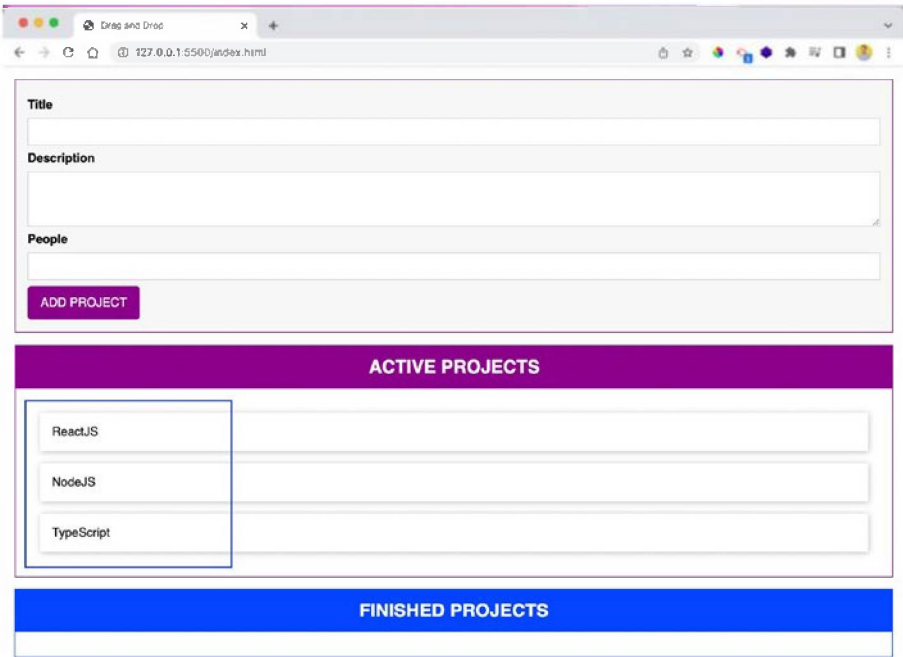 Drag and Drop
127.0.0.1:5500/index.html
Title
Description
People
ADD PROJECT
ACTIVE PROJECTS
ReactJS
NodeJS
TypeScript
FINISHED PROJECTS